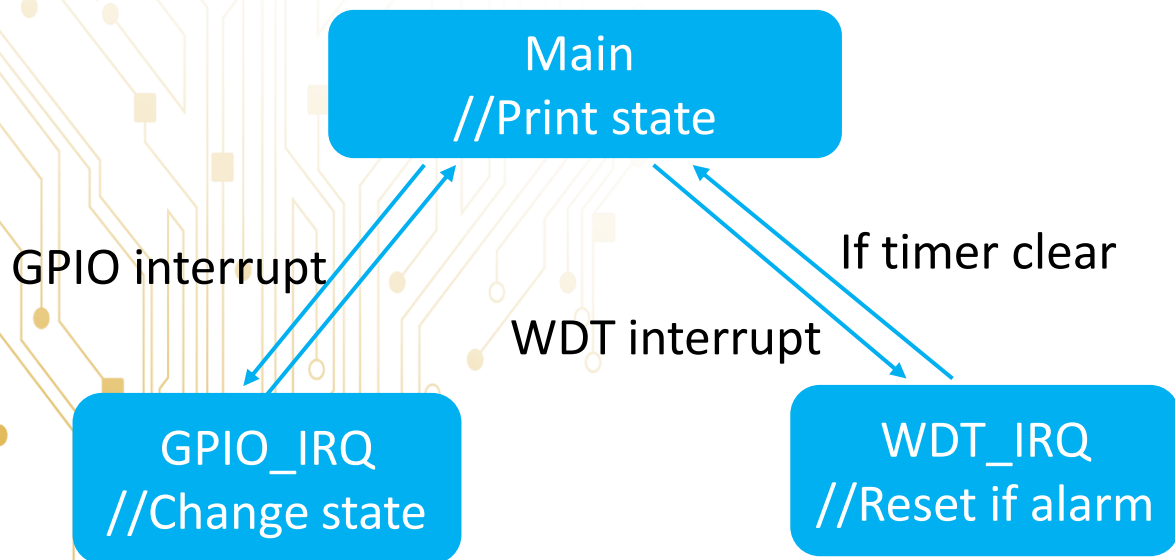 Main
//Print state
GPIO interrupt
If timer clear
WDT interrupt
GPIO_IRQ
//Change state
WDT_IRQ
//Reset if alarm